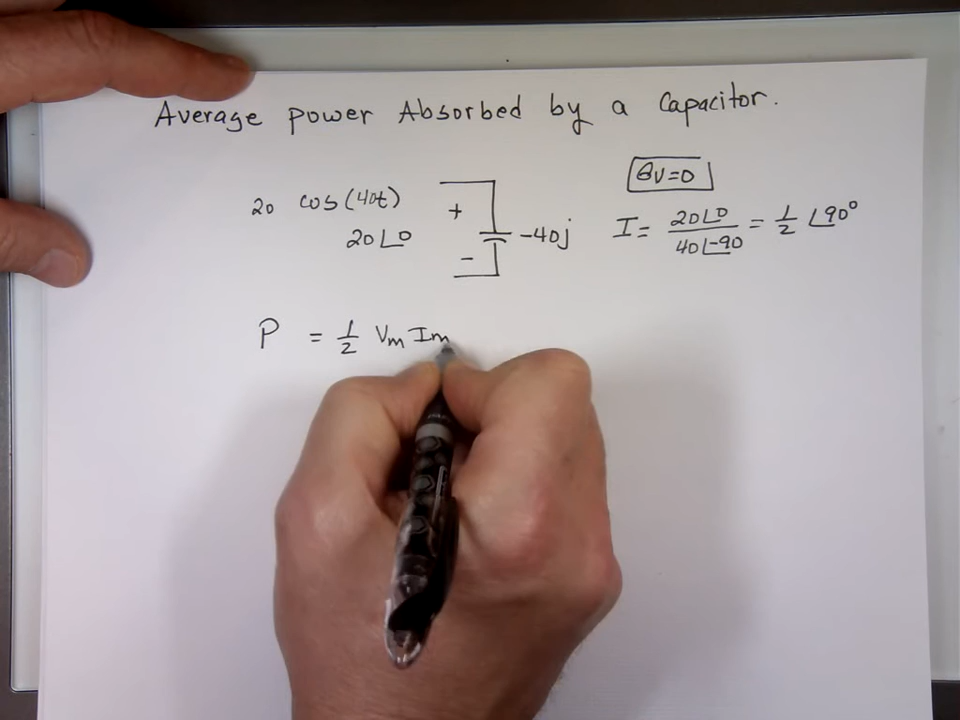 Average power Absorbed by a Capacitor.
20 cos(40t)
20∠0
+
-
-40j
θV=0
I = 20∠0 / 40∠-90 = 1/2 ∠90°
P = 1/2 Vm Im